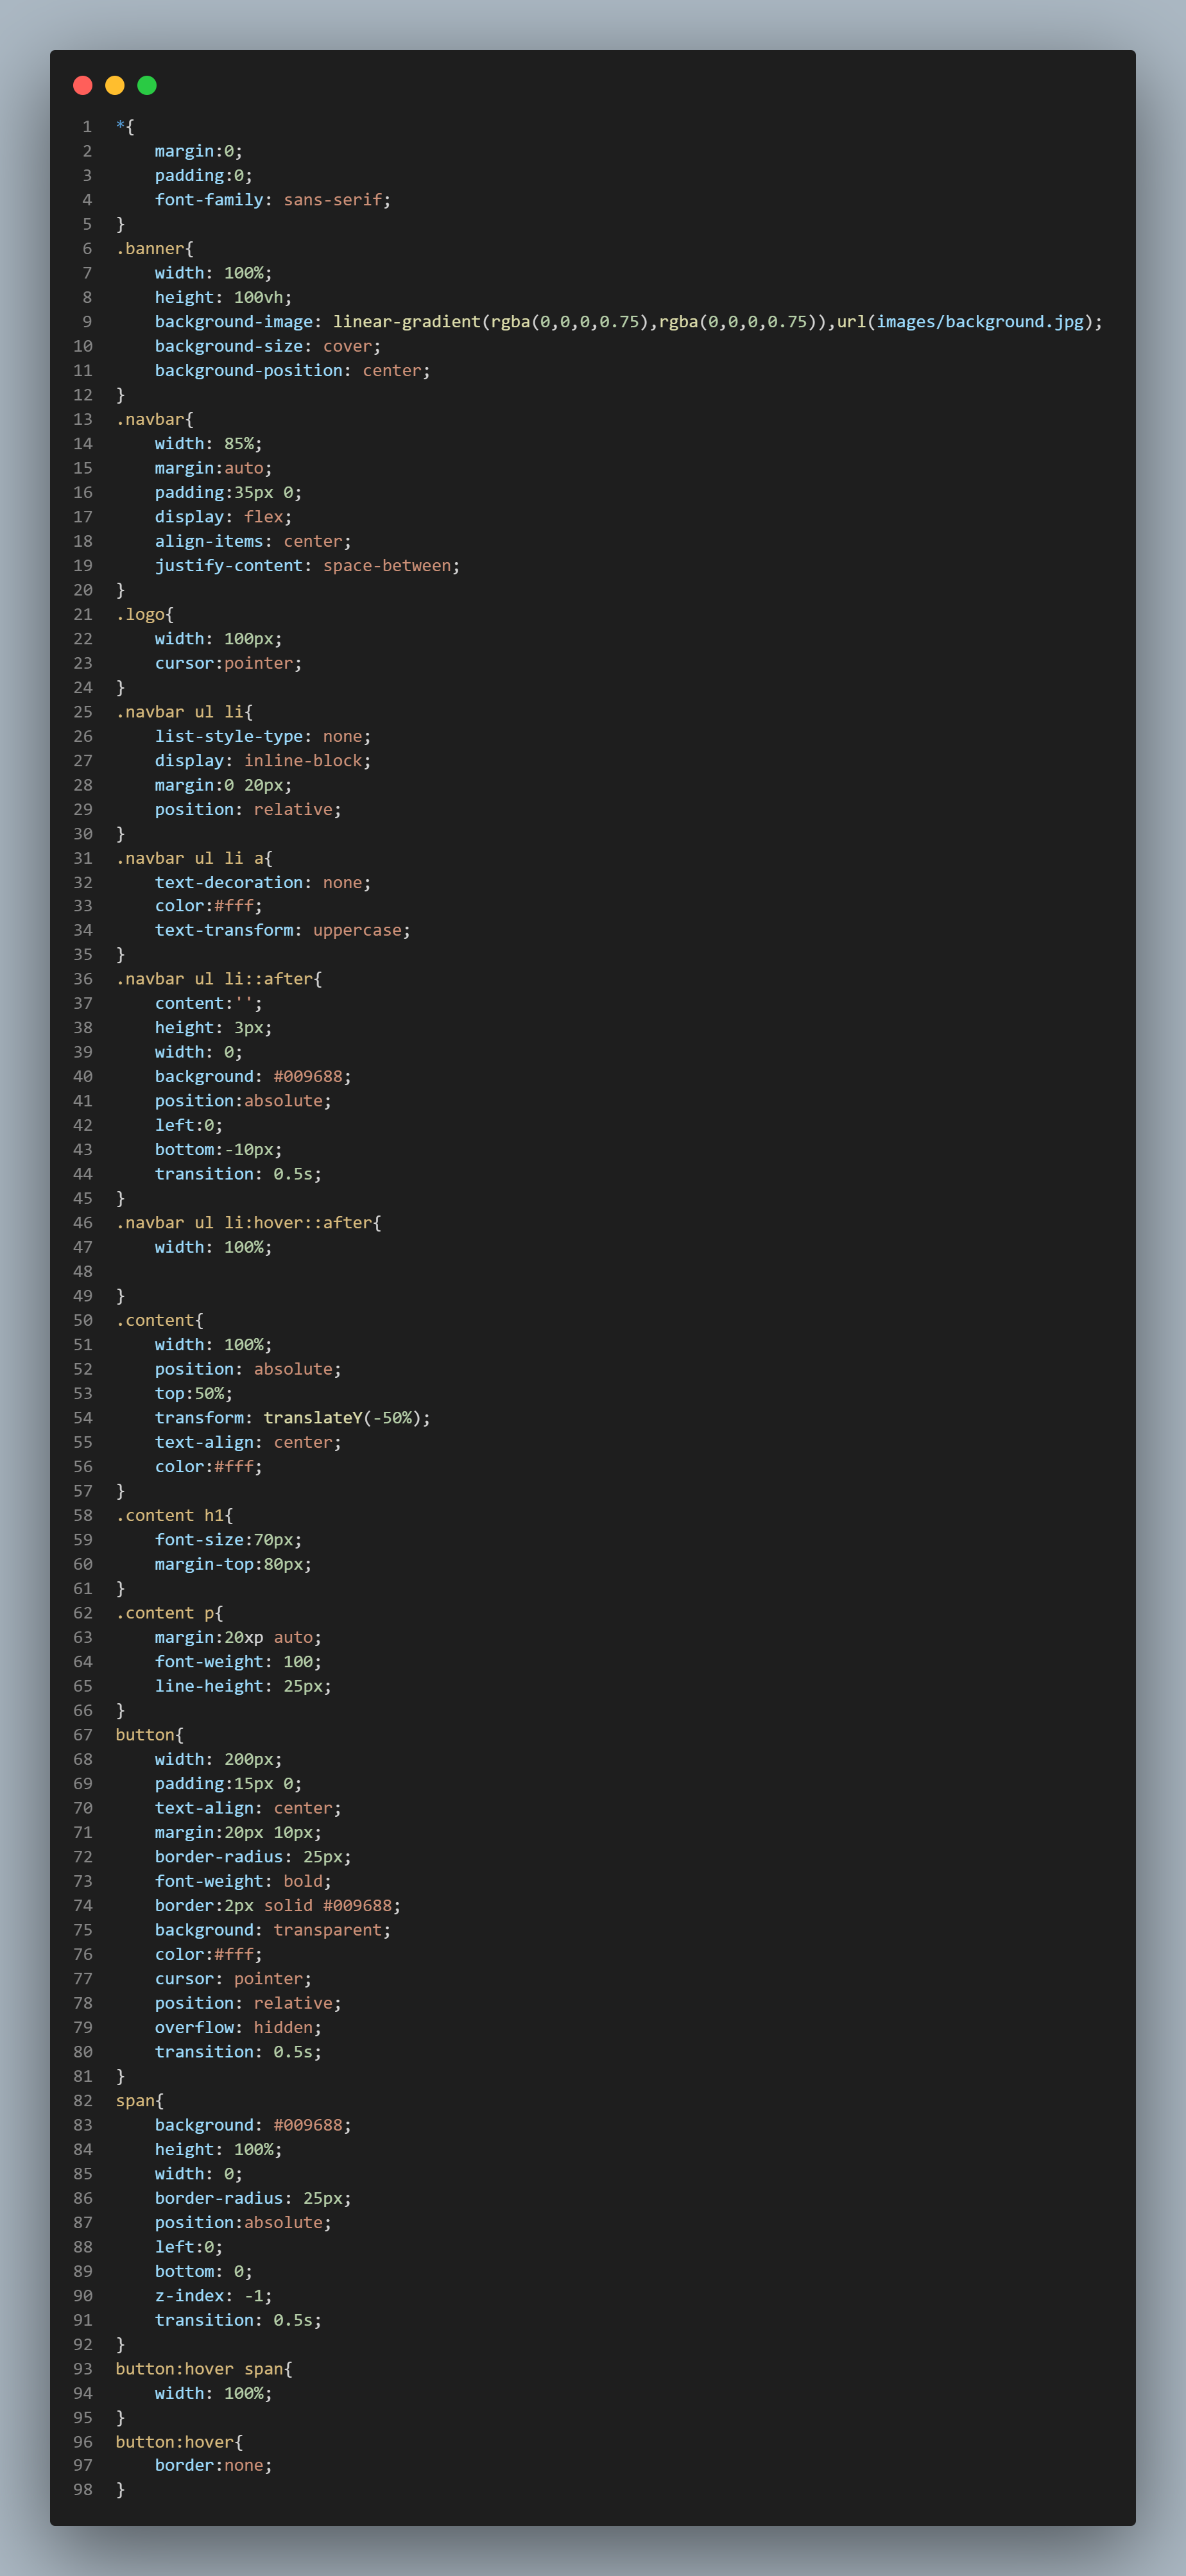 1 *{
2     margin:0;
3     padding:0;
4     font-family: sans-serif;
5 }
6 .banner{
7     width: 100%;
8     height: 100vh;
9     background-image: linear-gradient(rgba(0,0,0,0.75),rgba(0,0,0,0.75)),url(images/background.jpg);
10     background-size: cover;
11     background-position: center;
12 }
13 .navbar{
14     width: 85%;
15     margin:auto;
16     padding:35px 0;
17     display: flex;
18     align-items: center;
19     justify-content: space-between;
20 }
21 .logo{
22     width: 100px;
23     cursor:pointer;
24 }
25 .navbar ul li{
26     list-style-type: none;
27     display: inline-block;
28     margin:0 20px;
29     position: relative;
30 }
31 .navbar ul li a{
32     text-decoration: none;
33     color:#fff;
34     text-transform: uppercase;
35 }
36 .navbar ul li::after{
37     content:'';
38     height: 3px;
39     width: 0;
40     background: #009688;
41     position:absolute;
42     left:0;
43     bottom:-10px;
44     transition: 0.5s;
45 }
46 .navbar ul li:hover::after{
47     width: 100%;
48
49 }
50 .content{
51     width: 100%;
52     position: absolute;
53     top:50%;
54     transform: translateY(-50%);
55     text-align: center;
56     color:#fff;
57 }
58 .content h1{
59     font-size:70px;
60     margin-top:80px;
61 }
62 .content p{
63     margin:20xp auto;
64     font-weight: 100;
65     line-height: 25px;
66 }
67 button{
68     width: 200px;
69     padding:15px 0;
70     text-align: center;
71     margin:20px 10px;
72     border-radius: 25px;
73     font-weight: bold;
74     border:2px solid #009688;
75     background: transparent;
76     color:#fff;
77     cursor: pointer;
78     position: relative;
79     overflow: hidden;
80     transition: 0.5s;
81 }
82 span{
83     background: #009688;
84     height: 100%;
85     width: 0;
86     border-radius: 25px;
87     position:absolute;
88     left:0;
89     bottom: 0;
90     z-index: -1;
91     transition: 0.5s;
92 }
93 button:hover span{
94     width: 100%;
95 }
96 button:hover{
97     border:none;
98 }